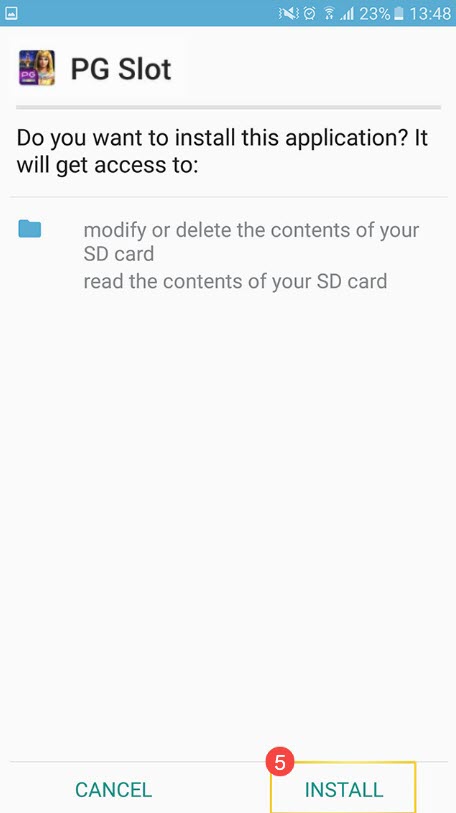 23% 13:48
PG Slot
Do you want to install this application? It
will get access to:
modify or delete the contents of your
SD card
read the contents of your SD card
5
CANCEL INSTALL